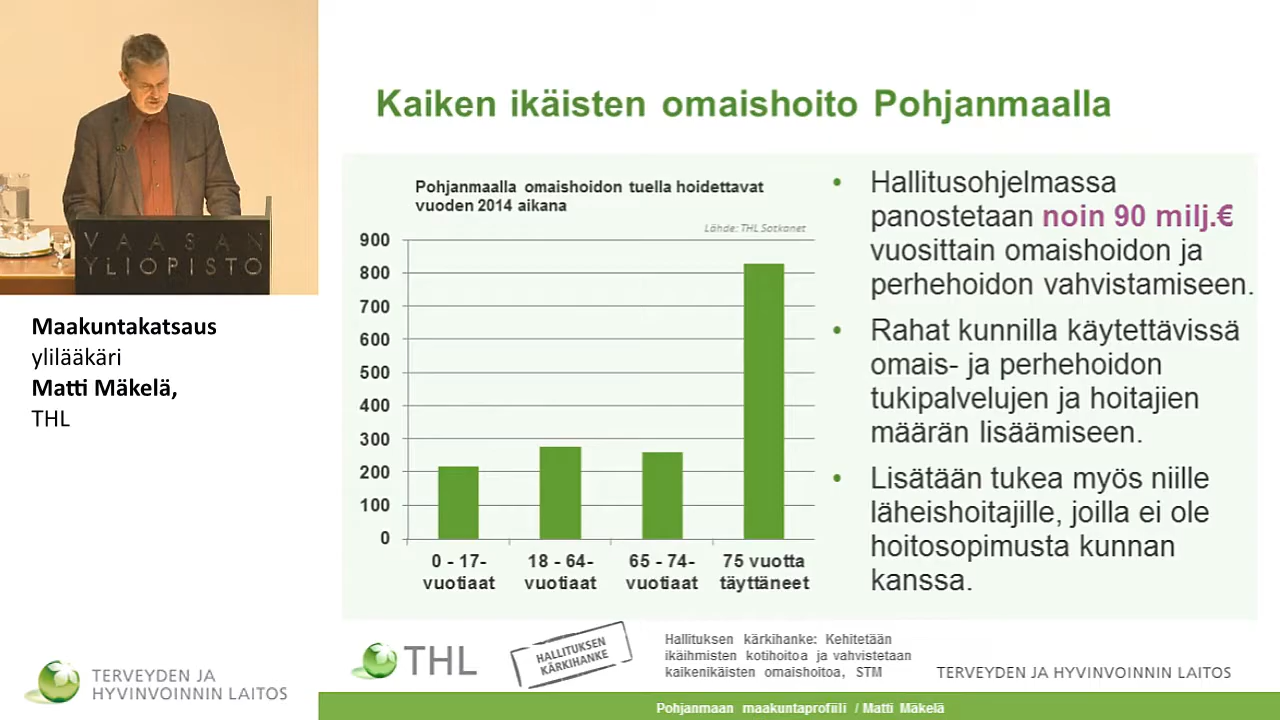 VAASAN
YLIOPISTO
Maakuntakatsaus
ylilääkäri
Matti Mäkelä,
THL
TERVEYDEN JA
HYVINVOINNIN LAITOS
Kaiken ikäisten omaishoito Pohjanmaalla
Pohjanmaalla omaishoidon tuella hoidettavat
vuoden 2014 aikana
Lähde: THL Sotkanet
900
800
700
600
500
400
300
200
100
0
0 - 17-
vuotiaat
18 - 64-
vuotiaat
65 - 74-
vuotiaat
75 vuotta
täyttäneet
• Hallitusohjelmassa
panostetaan noin 90 milj.€
vuosittain omaishoidon ja
perhehoidon vahvistamiseen.
• Rahat kunnilla käytettävissä
omais- ja perhehoidon
tukipalvelujen ja hoitajien
määrän lisäämiseen.
• Lisätään tukea myös niille
läheishoitajille, joilla ei ole
hoitosopimusta kunnan
kanssa.
THL
HALLITUKSEN
KÄRKIHANKE
Hallituksen kärkihanke: Kehitetään
ikäihmisten kotihoitoa ja vahvistetaan
kaikenikäisten omaishoitoa, STM
TERVEYDEN JA HYVINVOINNIN LAITOS
Pohjanmaan maakuntaprofiili / Matti Mäkelä